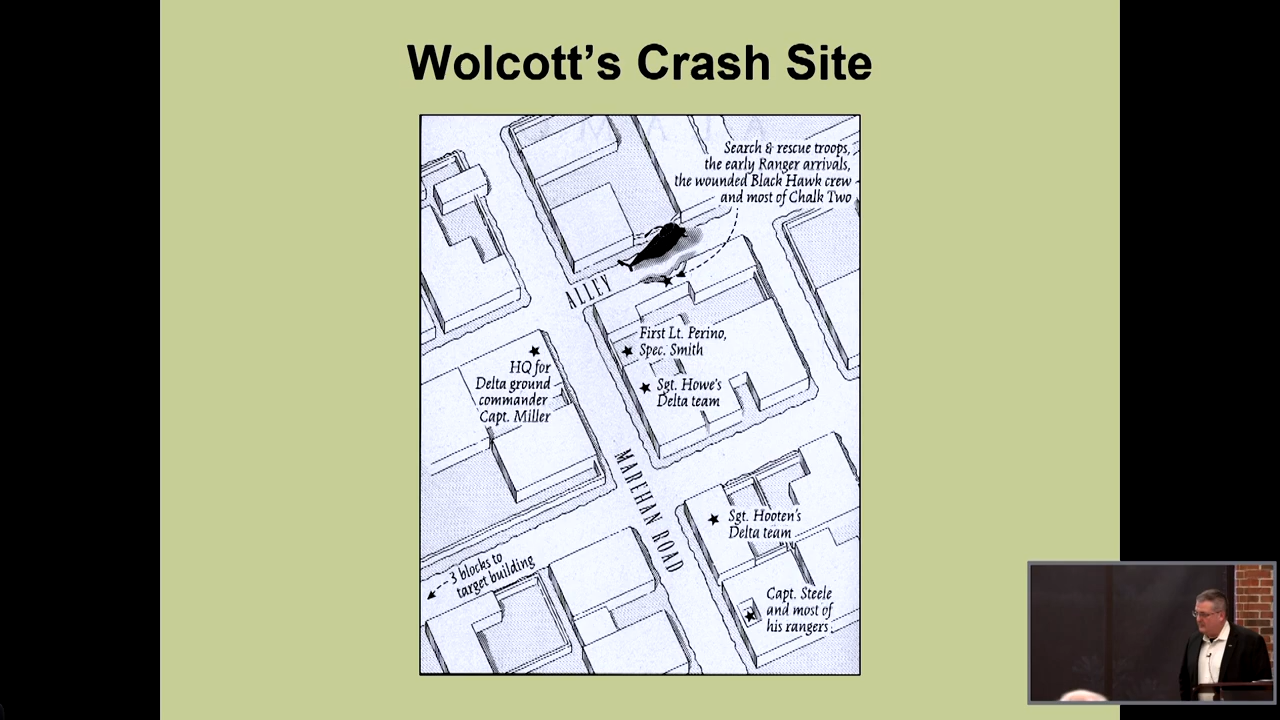 Wolcott's Crash Site
Search & rescue troops,
the early Ranger arrivals,
the wounded Black Hawk crew
and most of Chalk Two
ALLEY
First Lt. Perino,
Spec. Smith
HQ for
Delta ground
commander
Capt. Miller
Sgt. Howe's
Delta team
MAREHAN ROAD
Sgt. Hooten's
Delta team
3 blocks to
target building
Capt. Steele
and most of
his rangers